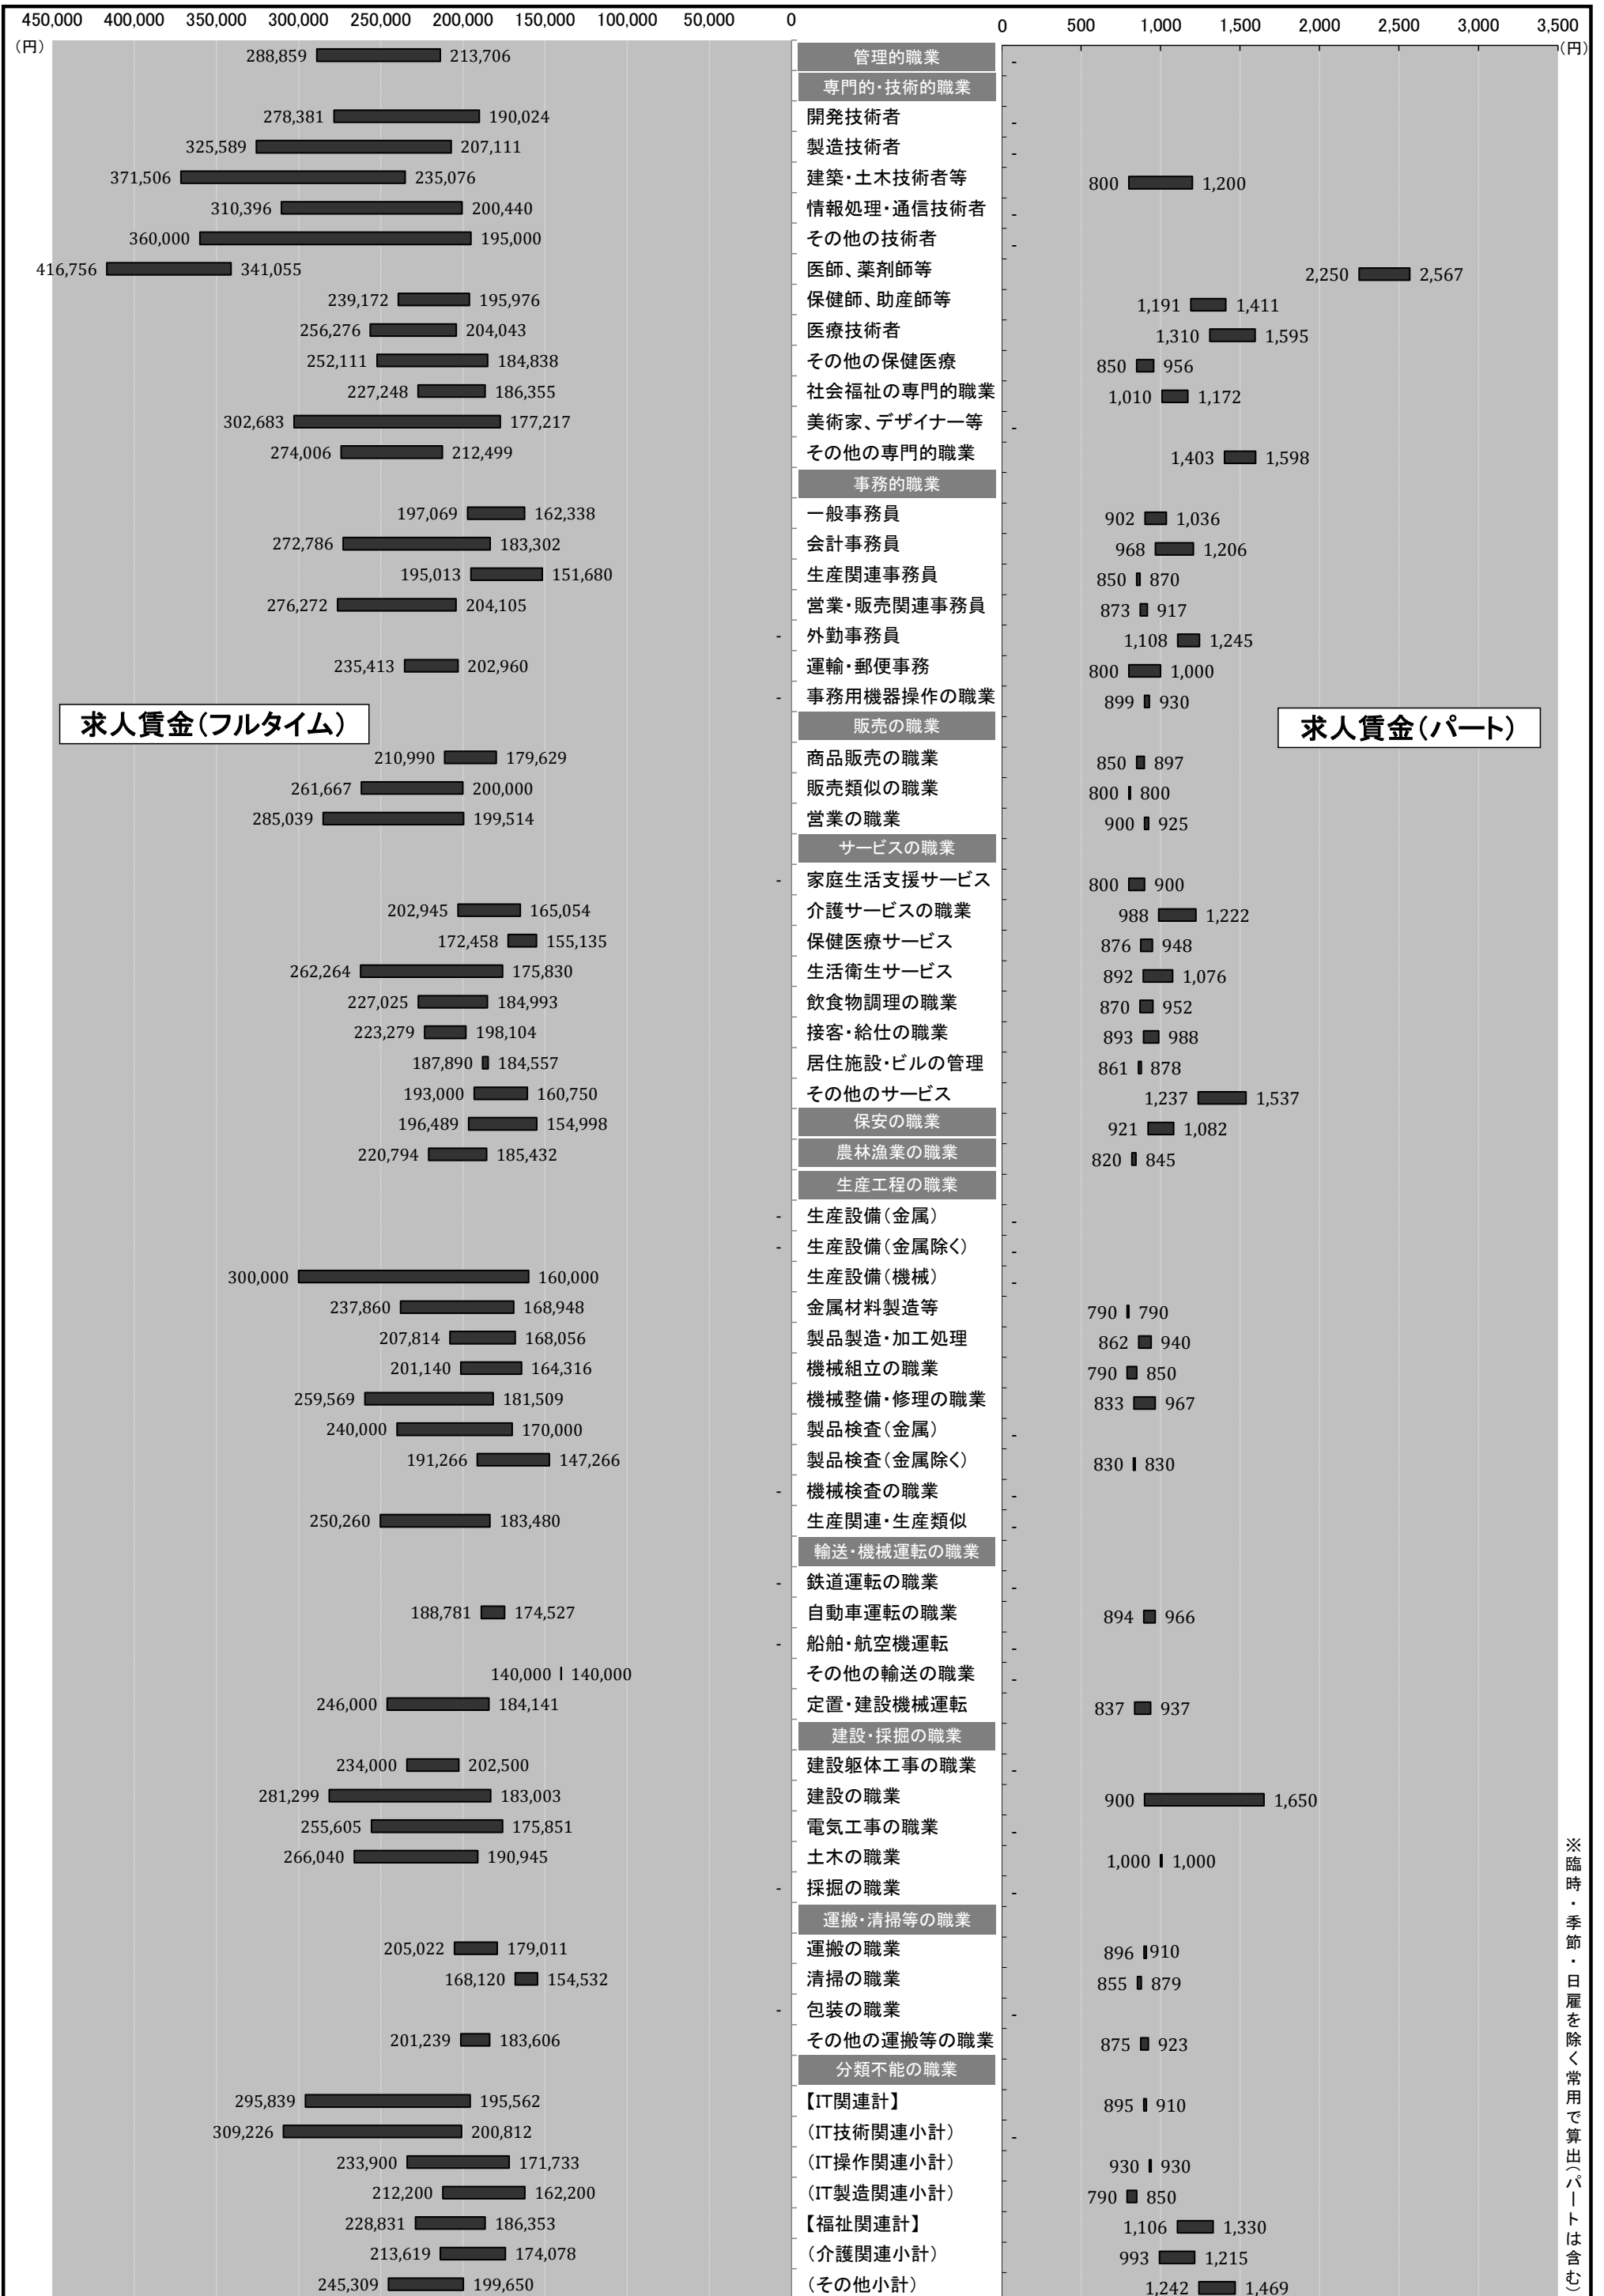 450,000 400,000 350,000 300,000 250,000 200,000 150,000 100,000 50,000 0 0 500 1,000 1,500 2,000 2,500 3,000 3,500
（円） （円）
288,859 213,706 管理的職業 -
専門的・技術的職業
278,381 190,024 開発技術者 -
325,589 207,111 製造技術者 -
371,506 235,076 建築・土木技術者等 800 1,200
310,396 200,440 情報処理・通信技術者 -
360,000 195,000 その他の技術者 -
416,756 341,055 医師、薬剤師等 2,250 2,567
239,172 195,976 保健師、助産師等 1,191 1,411
256,276 204,043 医療技術者 1,310 1,595
252,111 184,838 その他の保健医療 850 956
227,248 186,355 社会福祉の専門的職業 1,010 1,172
302,683 177,217 美術家、デザイナー等 -
274,006 212,499 その他の専門的職業 1,403 1,598
事務的職業
197,069 162,338 一般事務員 902 1,036
272,786 183,302 会計事務員 968 1,206
195,013 151,680 生産関連事務員 850 870
276,272 204,105 営業・販売関連事務員 873 917
- 外勤事務員 1,108 1,245
235,413 202,960 運輸・郵便事務 800 1,000
- 事務用機器操作の職業 899 930
求人賃金（フルタイム） 販売の職業 求人賃金（パート）
210,990 179,629 商品販売の職業 850 897
261,667 200,000 販売類似の職業 800 800
285,039 199,514 営業の職業 900 925
サービスの職業
- 家庭生活支援サービス 800 900
202,945 165,054 介護サービスの職業 988 1,222
172,458 155,135 保健医療サービス 876 948
262,264 175,830 生活衛生サービス 892 1,076
227,025 184,993 飲食物調理の職業 870 952
223,279 198,104 接客・給仕の職業 893 988
187,890 184,557 居住施設・ビルの管理 861 878
193,000 160,750 その他のサービス 1,237 1,537
196,489 154,998 保安の職業 921 1,082
220,794 185,432 農林漁業の職業 820 845
生産工程の職業
- 生産設備（金属） -
- 生産設備（金属除く） -
300,000 160,000 生産設備（機械） -
237,860 168,948 金属材料製造等 790 790
207,814 168,056 製品製造・加工処理 862 940
201,140 164,316 機械組立の職業 790 850
259,569 181,509 機械整備・修理の職業 833 967
240,000 170,000 製品検査（金属） -
191,266 147,266 製品検査（金属除く） 830 830
- 機械検査の職業 -
250,260 183,480 生産関連・生産類似 -
輸送・機械運転の職業
- 鉄道運転の職業 -
188,781 174,527 自動車運転の職業 894 966
- 船舶・航空機運転 -
140,000 140,000 その他の輸送の職業 -
246,000 184,141 定置・建設機械運転 837 937
建設・採掘の職業
234,000 202,500 建設躯体工事の職業 -
281,299 183,003 建設の職業 900 1,650
255,605 175,851 電気工事の職業 -
266,040 190,945 土木の職業 1,000 1,000
- 採掘の職業 -
運搬・清掃等の職業
205,022 179,011 運搬の職業 896 910
168,120 154,532 清掃の職業 855 879
- 包装の職業 -
201,239 183,606 その他の運搬等の職業 875 923
分類不能の職業
295,839 195,562 【IT関連計】 895 910
309,226 200,812 （IT技術関連小計） -
233,900 171,733 （IT操作関連小計） 930 930
212,200 162,200 （IT製造関連小計） 790 850
228,831 186,353 【福祉関連計】 1,106 1,330
213,619 174,078 （介護関連小計） 993 1,215
245,309 199,650 （その他小計） 1,242 1,469
※臨時・季節・日雇を除く常用で算出（パートは含む）